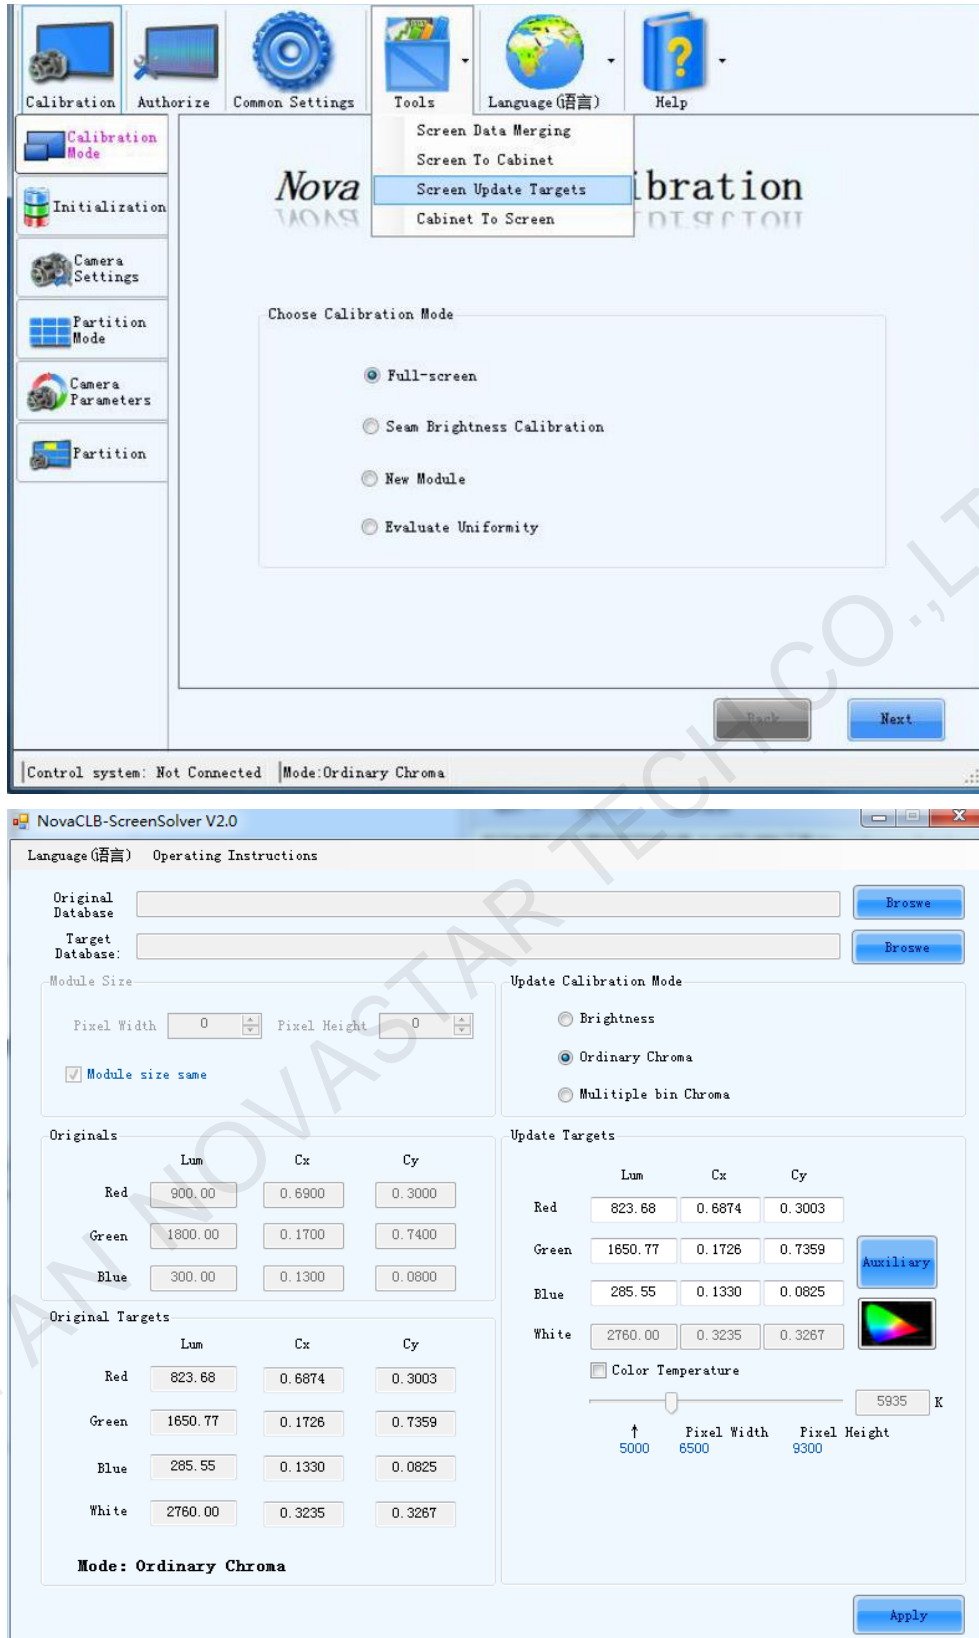 Calibration Authorize Common Settings Tools Language(语言) Help
Screen Data Merging
Screen To Cabinet
Screen Update Targets
Cabinet To Screen
Calibration
Mode
Initialization
Camera
Settings
Partition
Mode
Camera
Parameters
Partition
Nova ibration
Choose Calibration Mode
Full-screen
Seam Brightness Calibration
New Module
Evaluate Uniformity
Back Next
Control system: Not Connected Mode:Ordinary Chroma
NovaCLB-ScreenSolver V2.0
Language(语言) Operating Instructions
Original
Database
Broswe
Target
Database:
Broswe
Module Size
Pixel Width 0 Pixel Height 0
Module size same
Update Calibration Mode
Brightness
Ordinary Chroma
Mulitiple bin Chroma
Originals
Lum Cx Cy
Red 900.00 0.6900 0.3000
Green 1800.00 0.1700 0.7400
Blue 300.00 0.1300 0.0800
Original Targets
Lum Cx Cy
Red 823.68 0.6874 0.3003
Green 1650.77 0.1726 0.7359
Blue 285.55 0.1330 0.0825
White 2760.00 0.3235 0.3267
Mode: Ordinary Chroma
Update Targets
Lum Cx Cy
Red 823.68 0.6874 0.3003
Green 1650.77 0.1726 0.7359
Blue 285.55 0.1330 0.0825
White 2760.00 0.3235 0.3267
Auxiliary
Color Temperature
5935 K
↑ Pixel Width Pixel Height
5000 6500 9300
Apply
AN NOVASTAR TECH CO.,LT